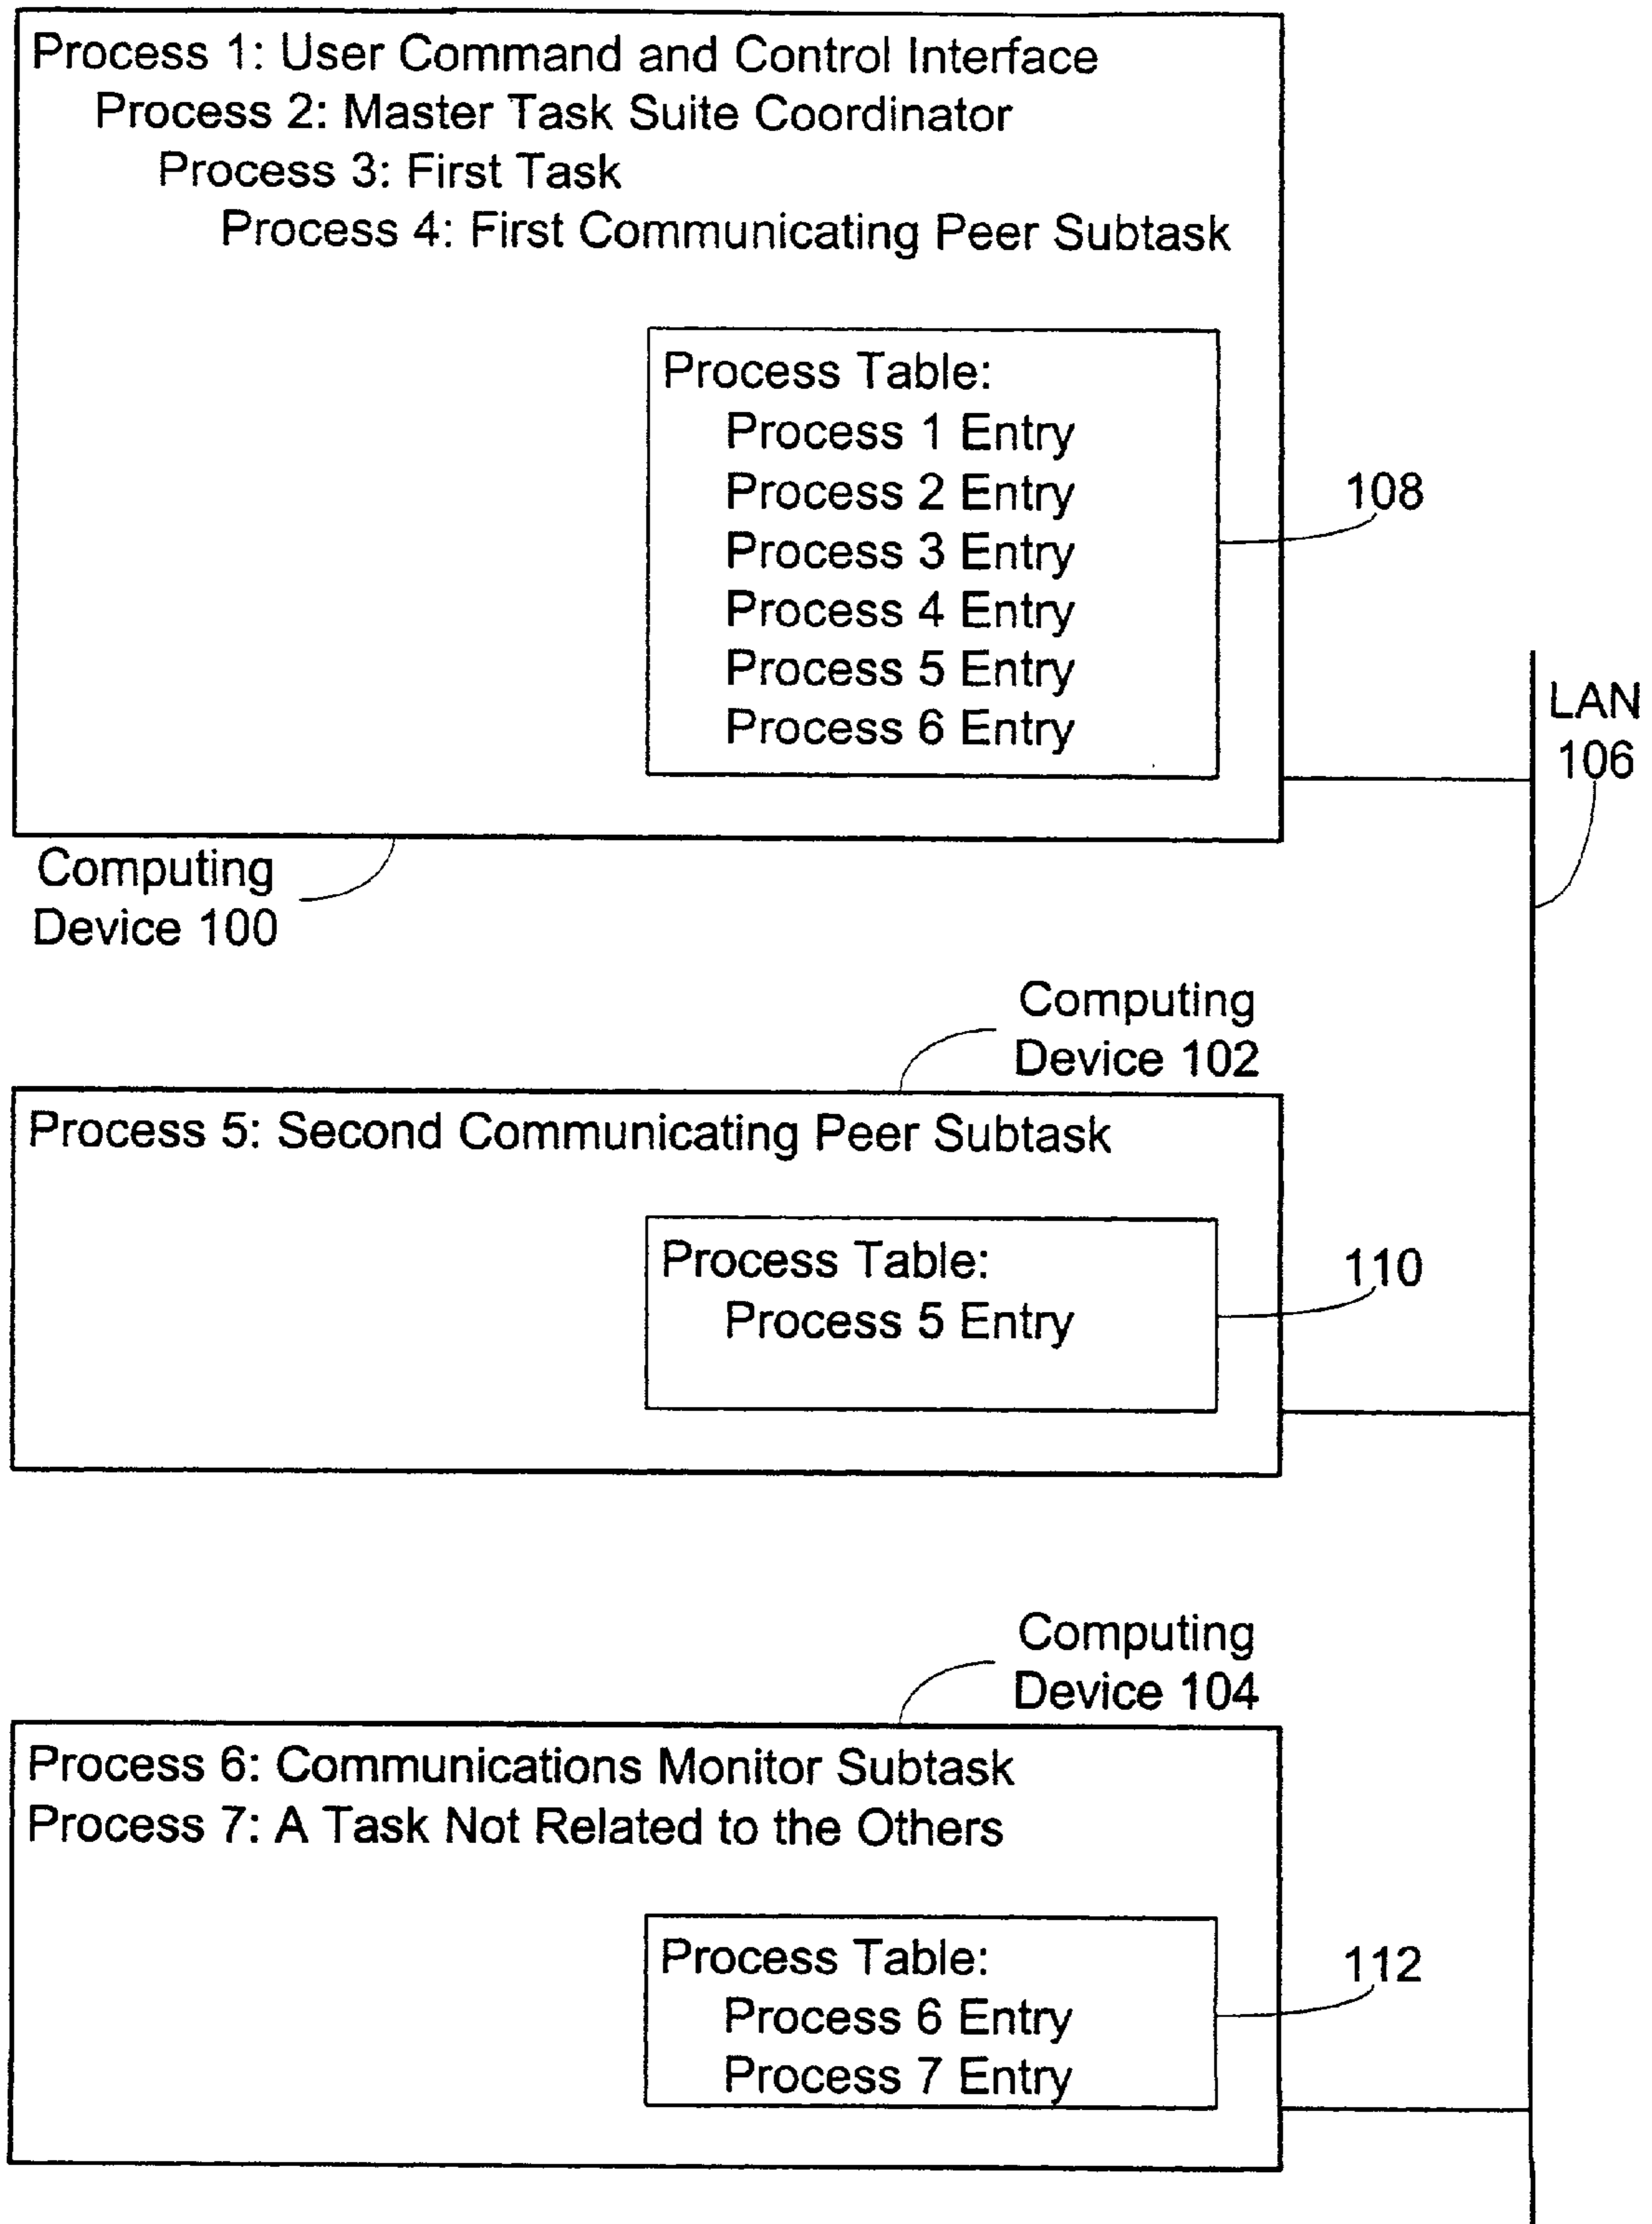 Process 1: User Command and Control Interface
Process 2: Master Task Suite Coordinator
Process 3: First Task
Process 4: First Communicating Peer Subtask
Process Table:
Process 1 Entry
Process 2 Entry
Process 3 Entry
Process 4 Entry
Process 5 Entry
Process 6 Entry
108
LAN
106
Computing
Device 100
Computing
Device 102
Process 5: Second Communicating Peer Subtask
Process Table:
Process 5 Entry
110
Computing
Device 104
Process 6: Communications Monitor Subtask
Process 7: A Task Not Related to the Others
Process Table:
Process 6 Entry
Process 7 Entry
112